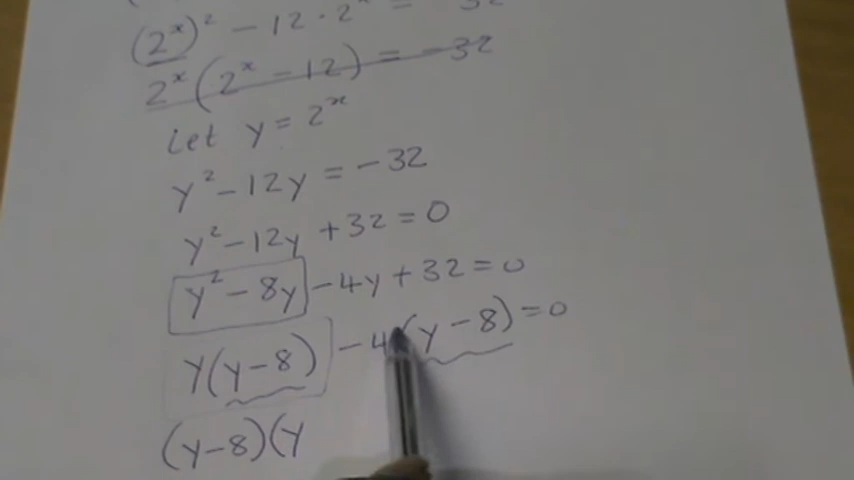 (2^x)^2 - 12 · 2^x = - 32
2^x(2^x - 12) = - 32
Let y = 2^x
y^2 - 12y = - 32
y^2 - 12y + 32 = 0
y^2 - 8y - 4y + 32 = 0
y(y - 8) - 4(y - 8) = 0
(y - 8)(y